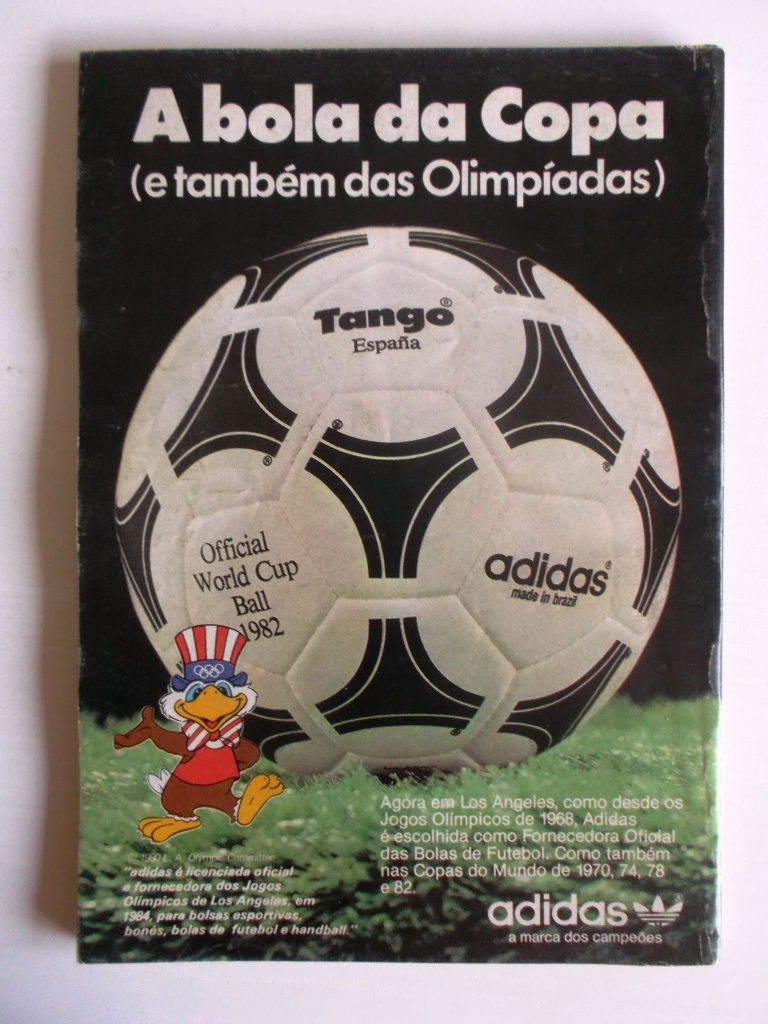 A bola da Copa
(e também das Olimpíadas)
Tango®
España
Official
World Cup
Ball
1982
adidas®
made in brazil
Agora em Los Angeles, como desde os
Jogos Olímpicos de 1968, Adidas
é escolhida como Fornecedora Oficial
das Bolas de Futebol. Como também
nas Copas do Mundo de 1970, 74, 78
e 82.
© 1980 L. A. Olympic Committee
"adidas é licenciada oficial
e fornecedora dos Jogos
Olímpicos de Los Angeles, em
1984, para bolsas esportivas,
bonés, bolas de futebol e handball."
adidas
a marca dos campeões